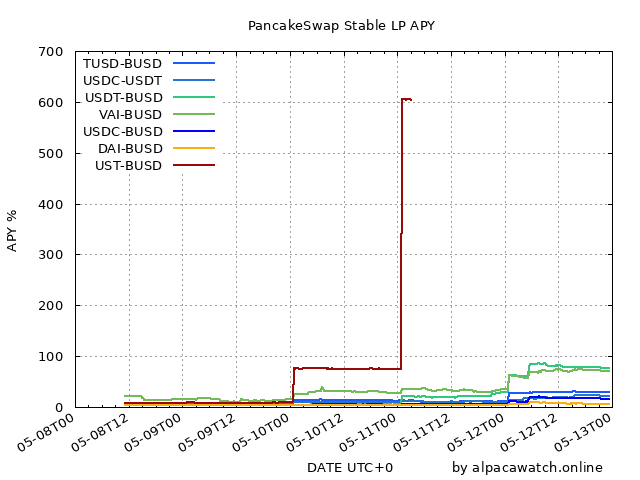 PancakeSwap Stable LP APY
700
600
500
400
300
200
100
0
APY %
TUSD-BUSD
USDC-USDT
USDT-BUSD
VAI-BUSD
USDC-BUSD
DAI-BUSD
UST-BUSD
05-08T00
05-08T12
05-09T00
05-09T12
05-10T00
05-10T12
05-11T00
05-11T12
05-12T00
05-12T12
05-13T00
DATE UTC+0
by alpacawatch.online